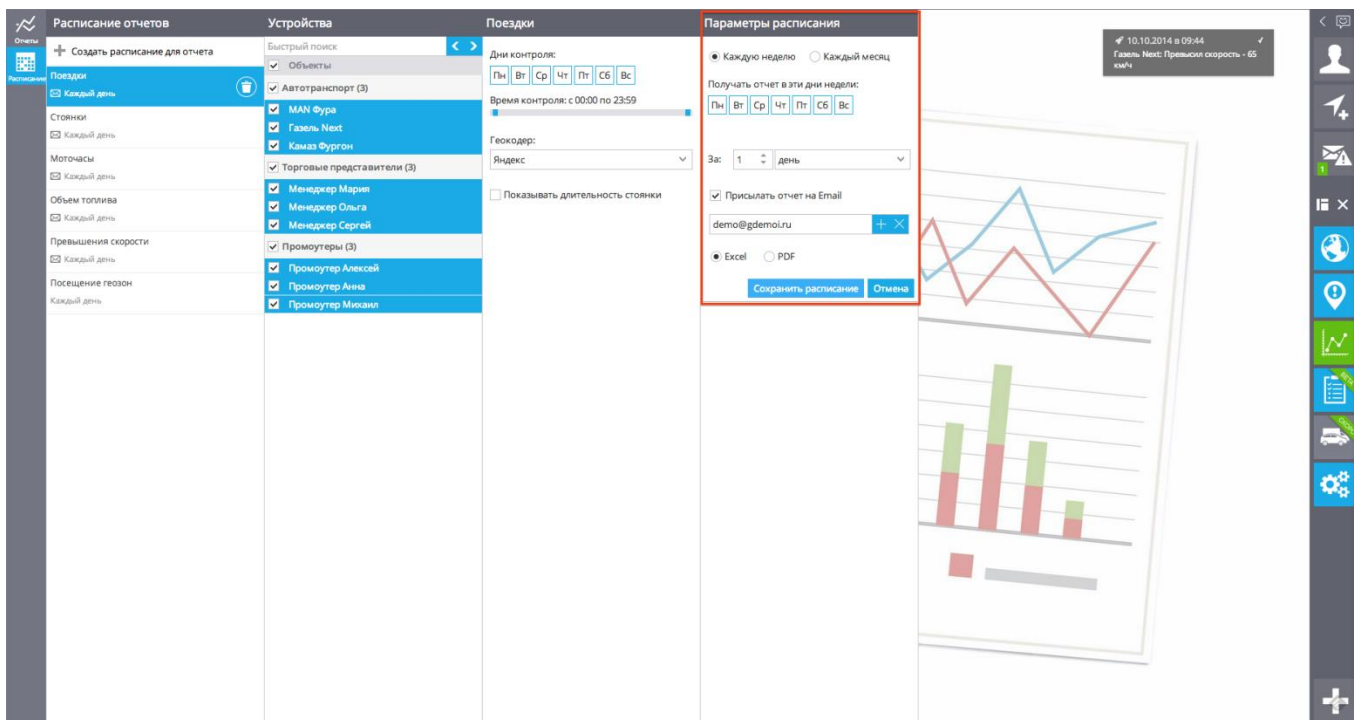 Отчеты
Расписание
Расписание отчетов
Создать расписание для отчета
Поездки
Каждый день
Стоянки
Каждый день
Моточасы
Каждый день
Объем топлива
Каждый день
Превышения скорости
Каждый день
Посещение геозон
Каждый день
Устройства
Быстрый поиск
Объекты
Автотранспорт (3)
MAN Фура
Газель Next
Камаз Фургон
Торговые представители (3)
Менеджер Мария
Менеджер Ольга
Менеджер Сергей
Промоутеры (3)
Промоутер Алексей
Промоутер Анна
Промоутер Михаил
Поездки
Дни контроля:
Пн Вт Ср Чт Пт Сб Вс
Время контроля: с 00:00 по 23:59
Геокодер:
Яндекс
Показывать длительность стоянки
Параметры расписания
Каждую неделю Каждый месяц
Получать отчет в эти дни недели:
Пн Вт Ср Чт Пт Сб Вс
За: 1 день
Присылать отчет на Email
demo@gdemoi.ru
Excel PDF
Сохранить расписание Отмена
10.10.2014 в 09:44
Газель Next: Превысил скорость - 65
км/ч
1
БЕТА
СКОРО